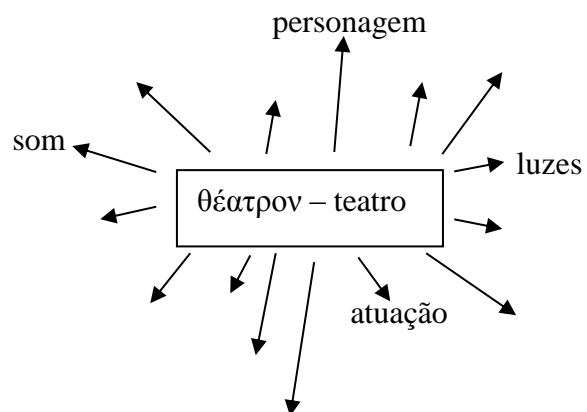 personagem
som
luzes
θέατρον – teatro
atuação